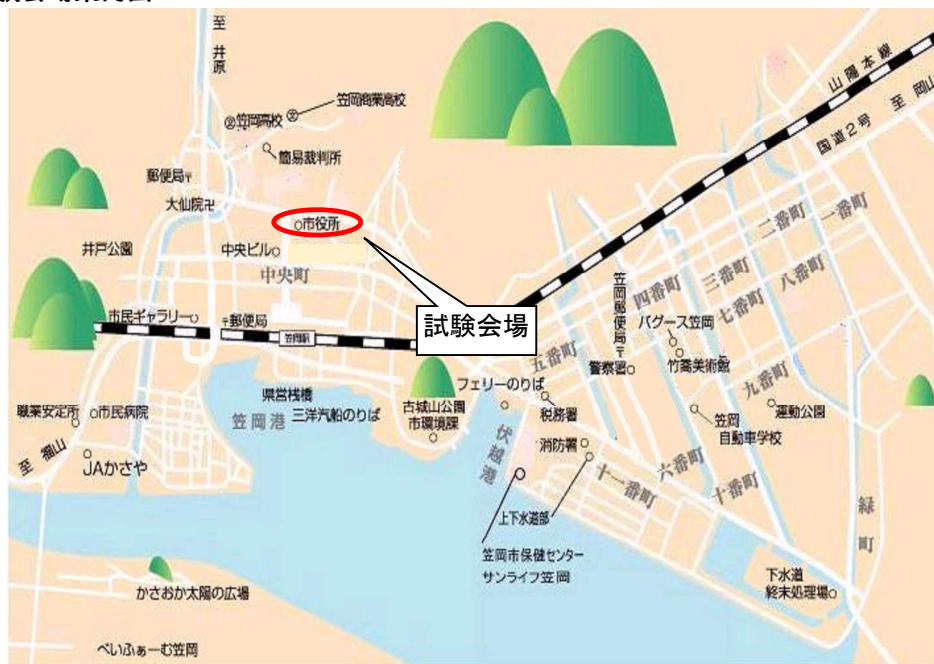 至 井原
笠岡商業高校
㊫笠岡高校
簡易裁判所
郵便局〒
大仙院卍
市役所
井戸公園
中央ビル
中央町
市民ギャラリー
〒郵便局
笠岡駅
試験会場
山陽本線
国道2号 至 岡山
一番町
二番町
三番町
四番町
八番町
七番町
笠岡郵便局〒
バグース笠岡
五番町
警察署
竹喬美術館
九番町
フェリーのりば
税務署
運動公園
笠岡
自動車学校
県営桟橋
三洋汽船のりば
笠岡港
古城山公園
市環境課
職業安定所
市民病院
至 福山
JAかさや
伏越港
消防署
六番町
十番町
十一番町
緑町
上下水道部
笠岡市保健センター
サンライフ笠岡
下水道
終末処理場
かさおか太陽の広場
べいふぁーむ笠岡